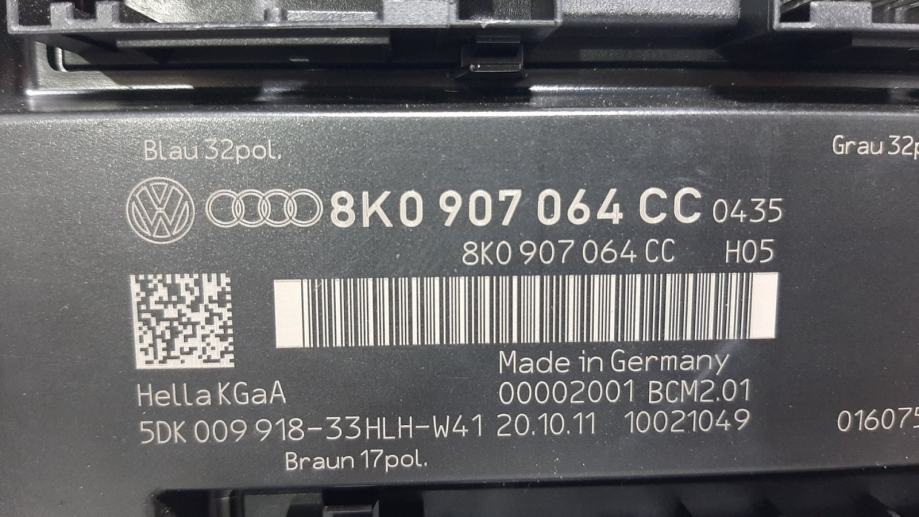 Blau 32pol.
Grau 32p
8K0 907 064 CC 0435
8K0 907 064 CC H05
Made in Germany
Hella KGaA 00002001 BCM2.01
5DK 009 918-33HLH-W41 20.10.11 10021049 016075
Braun 17pol.